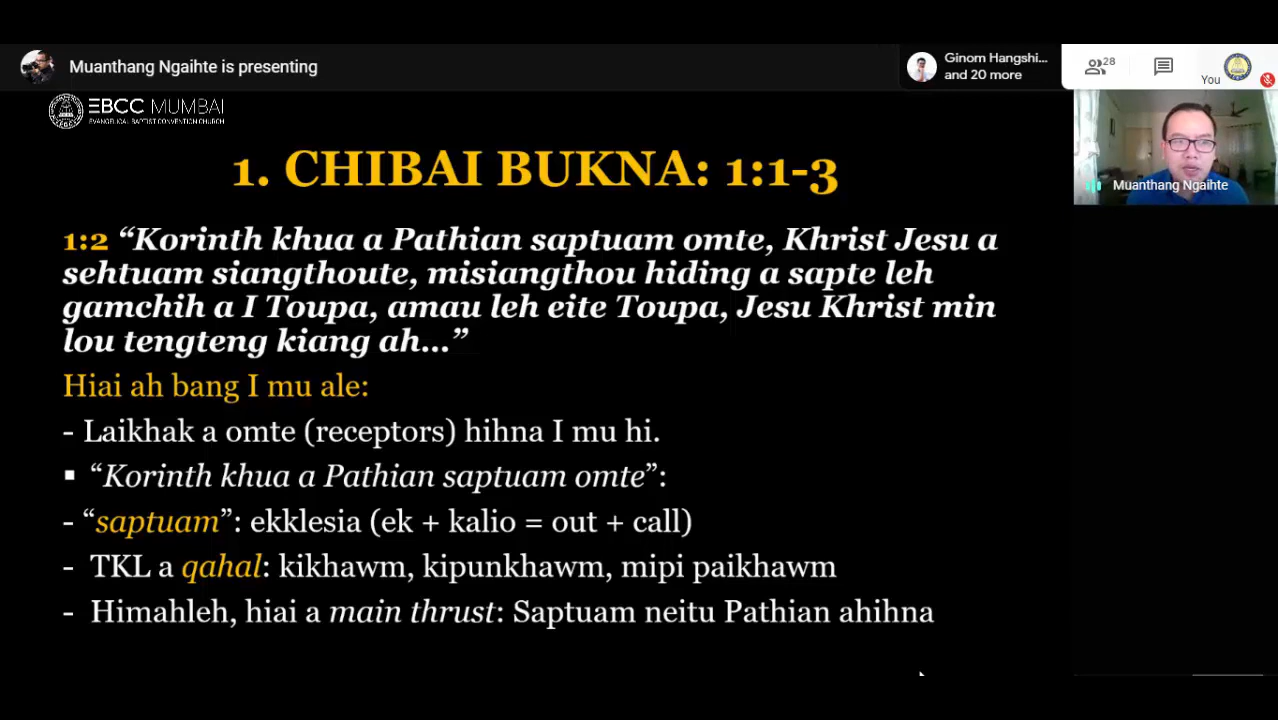 Muanthang Ngaihte is presenting
Ginom Hangshi...
and 20 more
28
You
EBCC MUMBAI
EVANGELICAL BAPTIST CONVENTION CHURCH
Muanthang Ngaihte
1. CHIBAI BUKNA: 1:1-3
1:2 “Korinth khua a Pathian saptuam omte, Khrist Jesu a
sehtuam siangthoute, misiangthou hiding a sapte leh
gamchih a I Toupa, amau leh eite Toupa, Jesu Khrist min
lou tengteng kiang ah…”
Hiai ah bang I mu ale:
- Laikhak a omte (receptors) hihna I mu hi.
▪ “Korinth khua a Pathian saptuam omte”:
- “saptuam”: ekklesia (ek + kalio = out + call)
- TKL a qahal: kikhawm, kipunkhawm, mipi paikhawm
- Himahleh, hiai a main thrust: Saptuam neitu Pathian ahihna